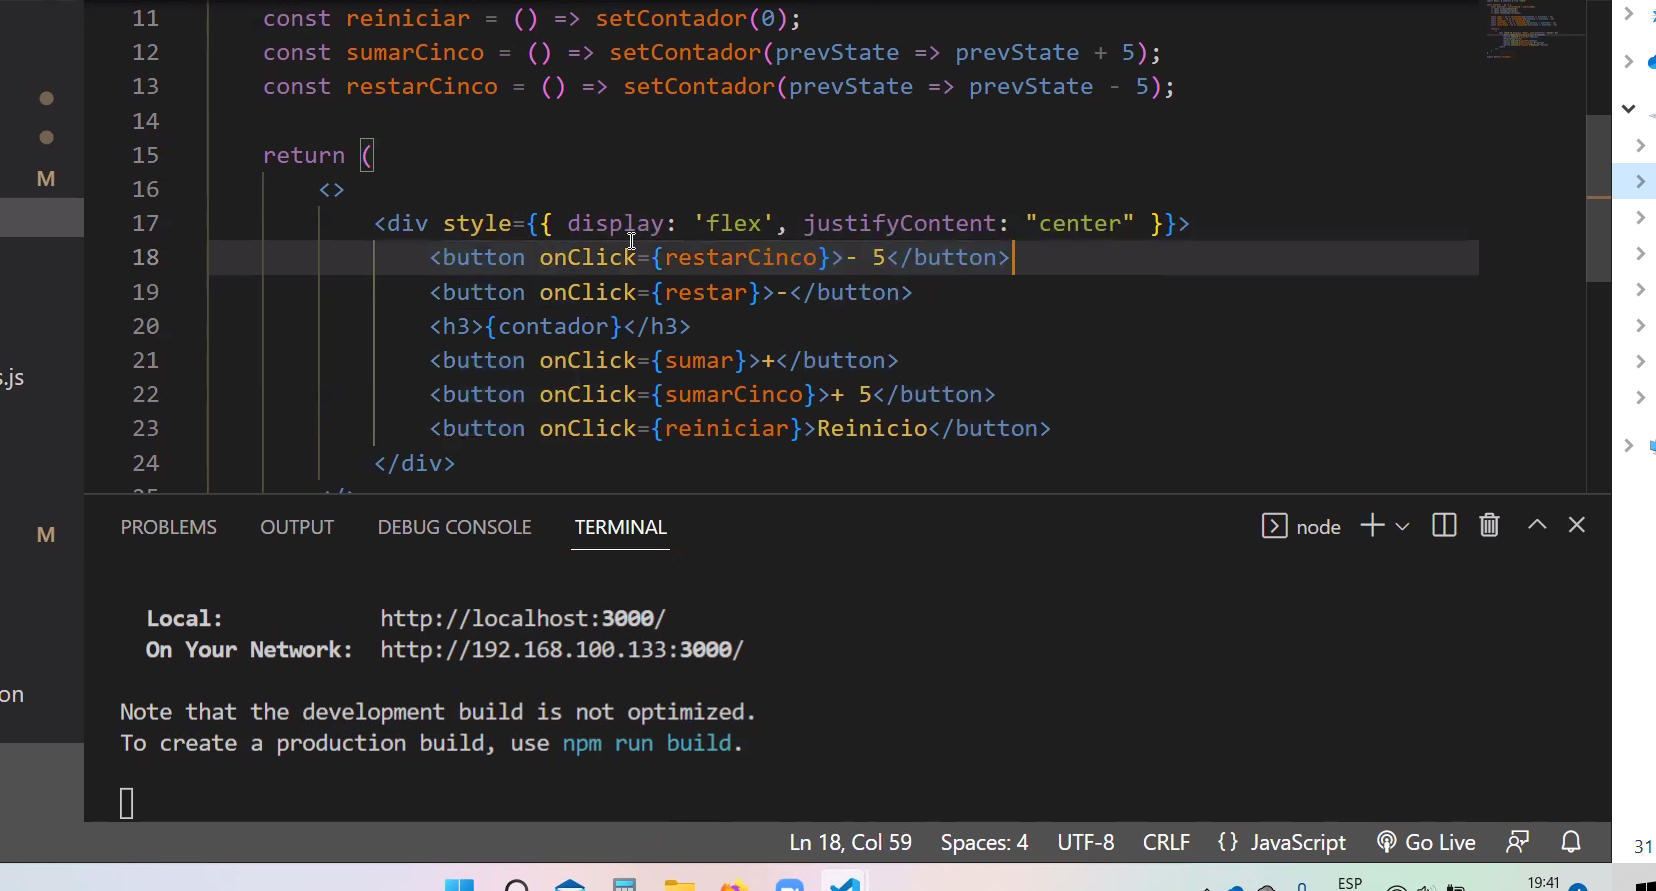 11 const reiniciar = () => setContador(0);
12 const sumarCinco = () => setContador(prevState => prevState + 5);
13 const restarCinco = () => setContador(prevState => prevState - 5);
14
15 return (
16 <>
17 <div style={{ display: 'flex', justifyContent: "center" }}>
18 <button onClick={restarCinco}>- 5</button>
19 <button onClick={restar}>-</button>
20 <h3>{contador}</h3>
21 <button onClick={sumar}>+</button>
22 <button onClick={sumarCinco}>+ 5</button>
23 <button onClick={reiniciar}>Reinicio</button>
24 </div>
M
s.js
M
on
PROBLEMS OUTPUT DEBUG CONSOLE TERMINAL node
Local: http://localhost:3000/
On Your Network: http://192.168.100.133:3000/
Note that the development build is not optimized.
To create a production build, use npm run build.
Ln 18, Col 59 Spaces: 4 UTF-8 CRLF {} JavaScript Go Live
31
ESP 19:41